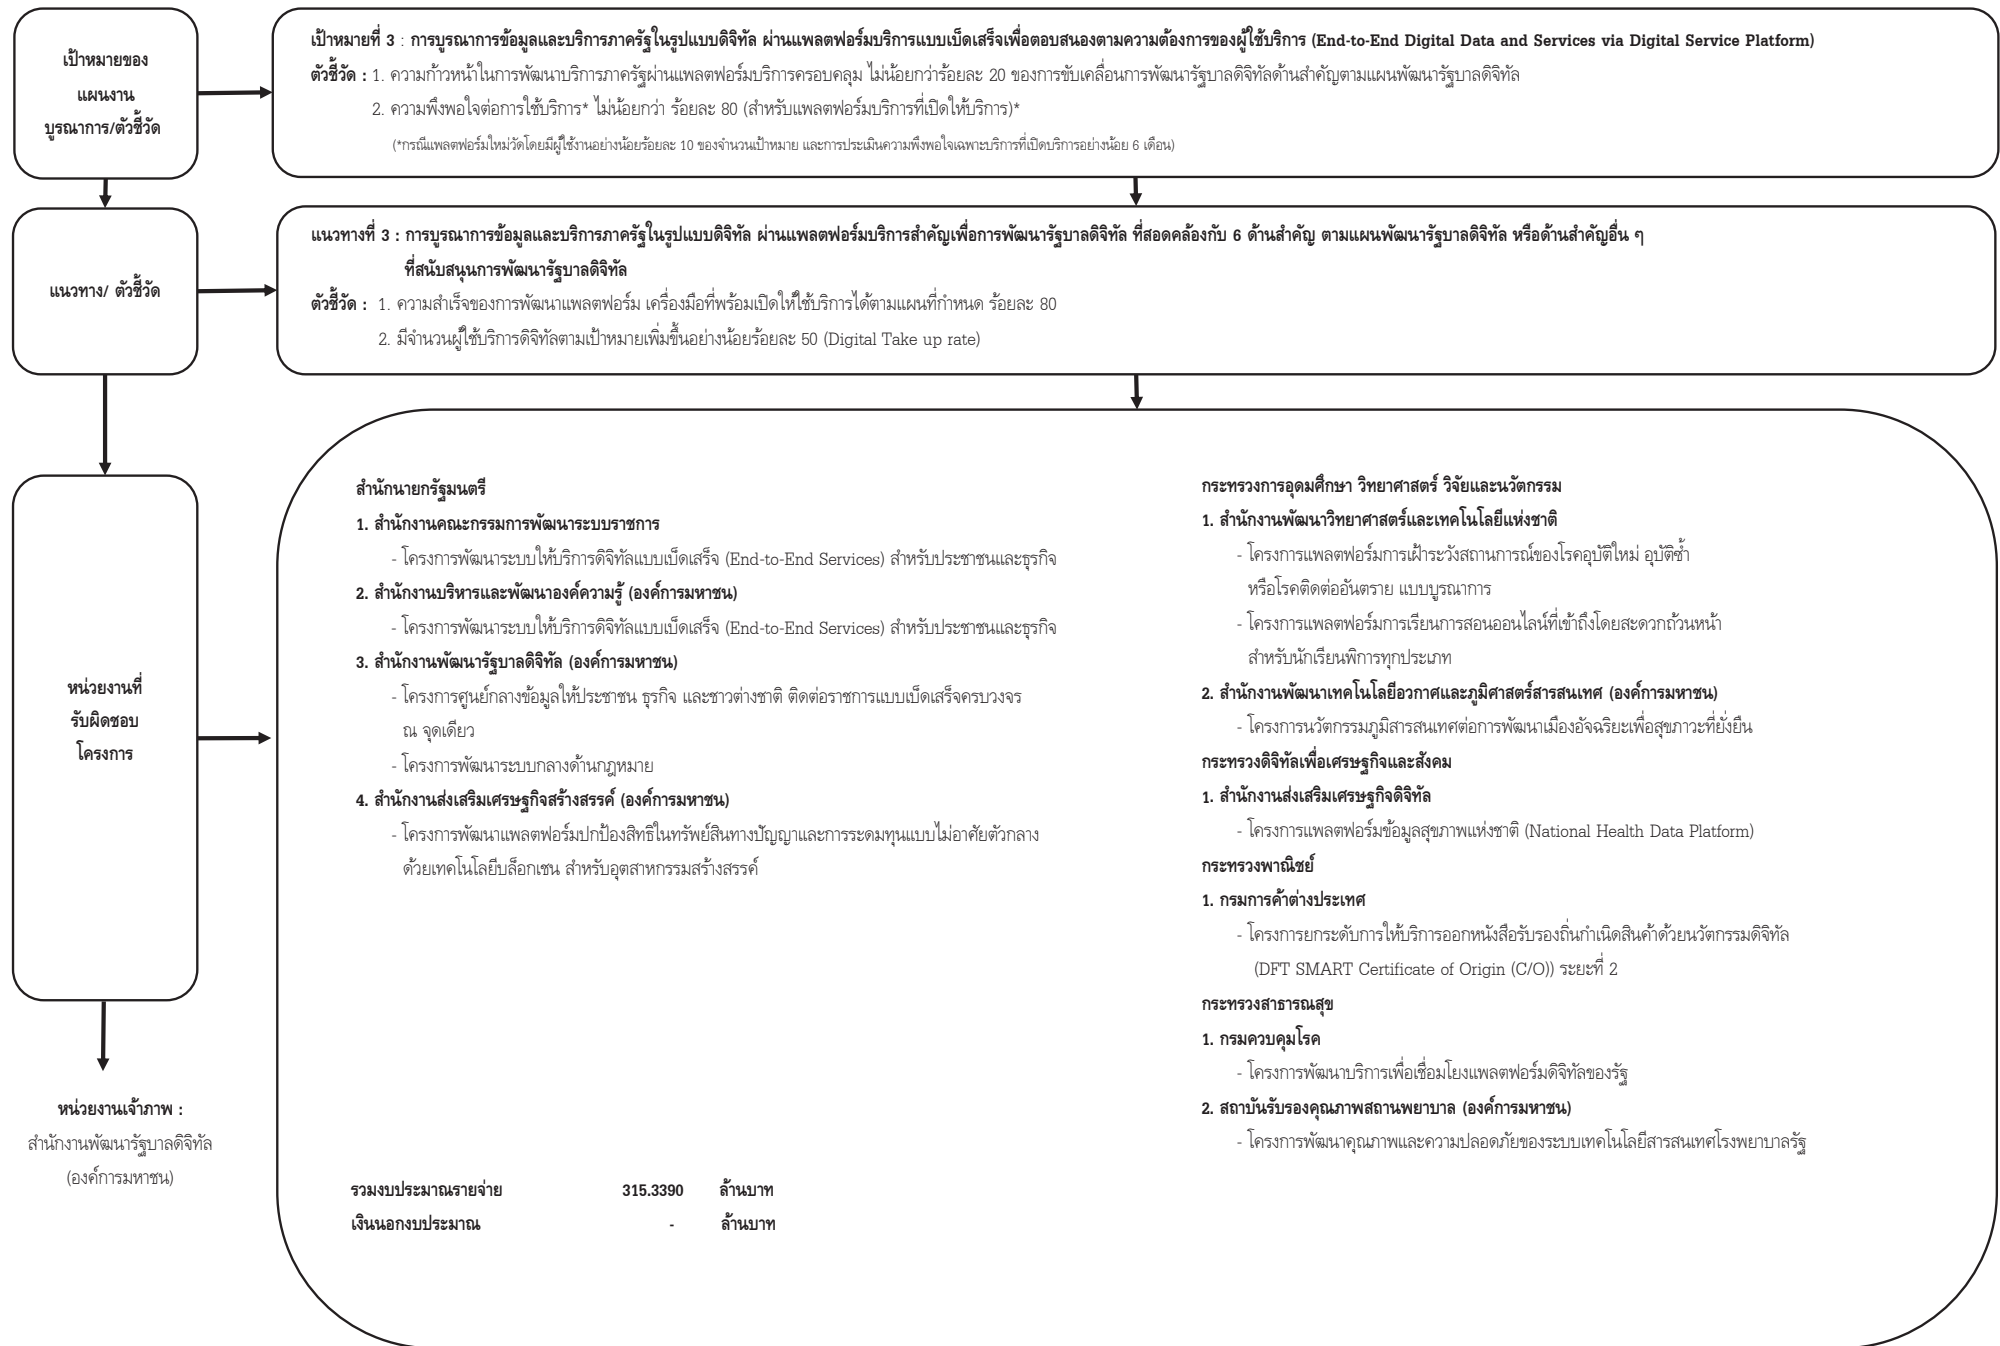 เป้าหมายของ
แผนงาน
บูรณาการ/ตัวชี้วัด
เป้าหมายที่ 3 : การบูรณาการข้อมูลและบริการภาครัฐในรูปแบบดิจิทัล ผ่านแพลตฟอร์มบริการแบบเบ็ดเสร็จเพื่อตอบสนองตามความต้องการของผู้ใช้บริการ (End-to-End Digital Data and Services via Digital Service Platform)
ตัวชี้วัด : 1. ความก้าวหน้าในการพัฒนาบริการภาครัฐผ่านแพลตฟอร์มบริการครอบคลุม ไม่น้อยกว่าร้อยละ 20 ของการขับเคลื่อนการพัฒนารัฐบาลดิจิทัลด้านสำคัญตามแผนพัฒนารัฐบาลดิจิทัล
2. ความพึงพอใจต่อการใช้บริการ* ไม่น้อยกว่า ร้อยละ 80 (สำหรับแพลตฟอร์มบริการที่เปิดให้บริการ)*
(*กรณีแพลตฟอร์มใหม่วัดโดยมีผู้ใช้งานอย่างน้อยร้อยละ 10 ของจำนวนเป้าหมาย และการประเมินความพึงพอใจเฉพาะบริการที่เปิดบริการอย่างน้อย 6 เดือน)
แนวทาง/ ตัวชี้วัด
แนวทางที่ 3 : การบูรณาการข้อมูลและบริการภาครัฐในรูปแบบดิจิทัล ผ่านแพลตฟอร์มบริการสำคัญเพื่อการพัฒนารัฐบาลดิจิทัล ที่สอดคล้องกับ 6 ด้านสำคัญ ตามแผนพัฒนารัฐบาลดิจิทัล หรือด้านสำคัญอื่น ๆ
ที่สนับสนุนการพัฒนารัฐบาลดิจิทัล
ตัวชี้วัด : 1. ความสำเร็จของการพัฒนาแพลตฟอร์ม เครื่องมือที่พร้อมเปิดให้ใช้บริการได้ตามแผนที่กำหนด ร้อยละ 80
2. มีจำนวนผู้ใช้บริการดิจิทัลตามเป้าหมายเพิ่มขึ้นอย่างน้อยร้อยละ 50 (Digital Take up rate)
หน่วยงานที่
รับผิดชอบ
โครงการ
หน่วยงานเจ้าภาพ :
สำนักงานพัฒนารัฐบาลดิจิทัล
(องค์การมหาชน)
สำนักนายกรัฐมนตรี
1. สำนักงานคณะกรรมการพัฒนาระบบราชการ
- โครงการพัฒนาระบบให้บริการดิจิทัลแบบเบ็ดเสร็จ (End-to-End Services) สำหรับประชาชนและธุรกิจ
2. สำนักงานบริหารและพัฒนาองค์ความรู้ (องค์การมหาชน)
- โครงการพัฒนาระบบให้บริการดิจิทัลแบบเบ็ดเสร็จ (End-to-End Services) สำหรับประชาชนและธุรกิจ
3. สำนักงานพัฒนารัฐบาลดิจิทัล (องค์การมหาชน)
- โครงการศูนย์กลางข้อมูลให้ประชาชน ธุรกิจ และชาวต่างชาติ ติดต่อราชการแบบเบ็ดเสร็จครบวงจร
ณ จุดเดียว
- โครงการพัฒนาระบบกลางด้านกฎหมาย
4. สำนักงานส่งเสริมเศรษฐกิจสร้างสรรค์ (องค์การมหาชน)
- โครงการพัฒนาแพลตฟอร์มปกป้องสิทธิในทรัพย์สินทางปัญญาและการระดมทุนแบบไม่อาศัยตัวกลาง
ด้วยเทคโนโลยีบล็อกเชน สำหรับอุตสาหกรรมสร้างสรรค์
รวมงบประมาณรายจ่าย 315.3390 ล้านบาท
เงินนอกงบประมาณ - ล้านบาท
กระทรวงการอุดมศึกษา วิทยาศาสตร์ วิจัยและนวัตกรรม
1. สำนักงานพัฒนาวิทยาศาสตร์และเทคโนโลยีแห่งชาติ
- โครงการแพลตฟอร์มการเฝ้าระวังสถานการณ์ของโรคอุบัติใหม่ อุบัติซ้ำ
หรือโรคติดต่ออันตราย แบบบูรณาการ
- โครงการแพลตฟอร์มการเรียนการสอนออนไลน์ที่เข้าถึงโดยสะดวกถ้วนหน้า
สำหรับนักเรียนพิการทุกประเภท
2. สำนักงานพัฒนาเทคโนโลยีอวกาศและภูมิศาสตร์สารสนเทศ (องค์การมหาชน)
- โครงการนวัตกรรมภูมิสารสนเทศต่อการพัฒนาเมืองอัจฉริยะเพื่อสุขภาวะที่ยั่งยืน
กระทรวงดิจิทัลเพื่อเศรษฐกิจและสังคม
1. สำนักงานส่งเสริมเศรษฐกิจดิจิทัล
- โครงการแพลตฟอร์มข้อมูลสุขภาพแห่งชาติ (National Health Data Platform)
กระทรวงพาณิชย์
1. กรมการค้าต่างประเทศ
- โครงการยกระดับการให้บริการออกหนังสือรับรองถิ่นกำเนิดสินค้าด้วยนวัตกรรมดิจิทัล
(DFT SMART Certificate of Origin (C/O)) ระยะที่ 2
กระทรวงสาธารณสุข
1. กรมควบคุมโรค
- โครงการพัฒนาบริการเพื่อเชื่อมโยงแพลตฟอร์มดิจิทัลของรัฐ
2. สถาบันรับรองคุณภาพสถานพยาบาล (องค์การมหาชน)
- โครงการพัฒนาคุณภาพและความปลอดภัยของระบบเทคโนโลยีสารสนเทศโรงพยาบาลรัฐ